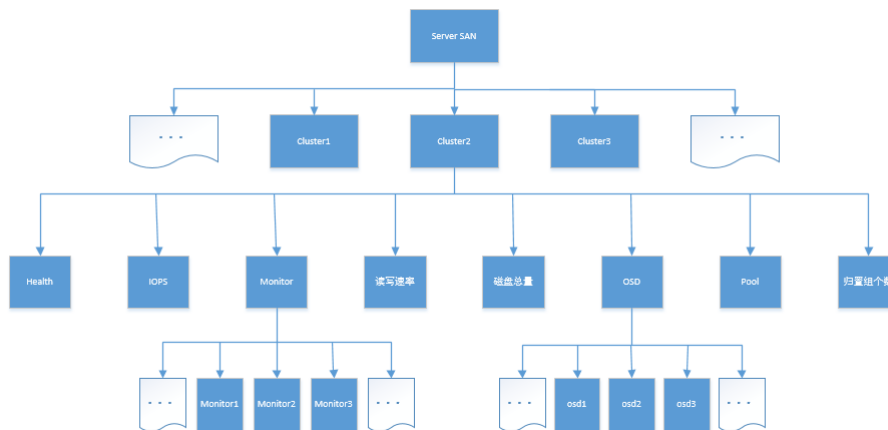 Server SAN
. . .
Cluster1
Cluster2
Cluster3
. . .
Health
IOPS
Monitor
读写速率
磁盘总量
OSD
Pool
归置组个
. . .
Monitor1
Monitor2
Monitor3
. . .
. . .
osd1
osd2
osd3
. . .